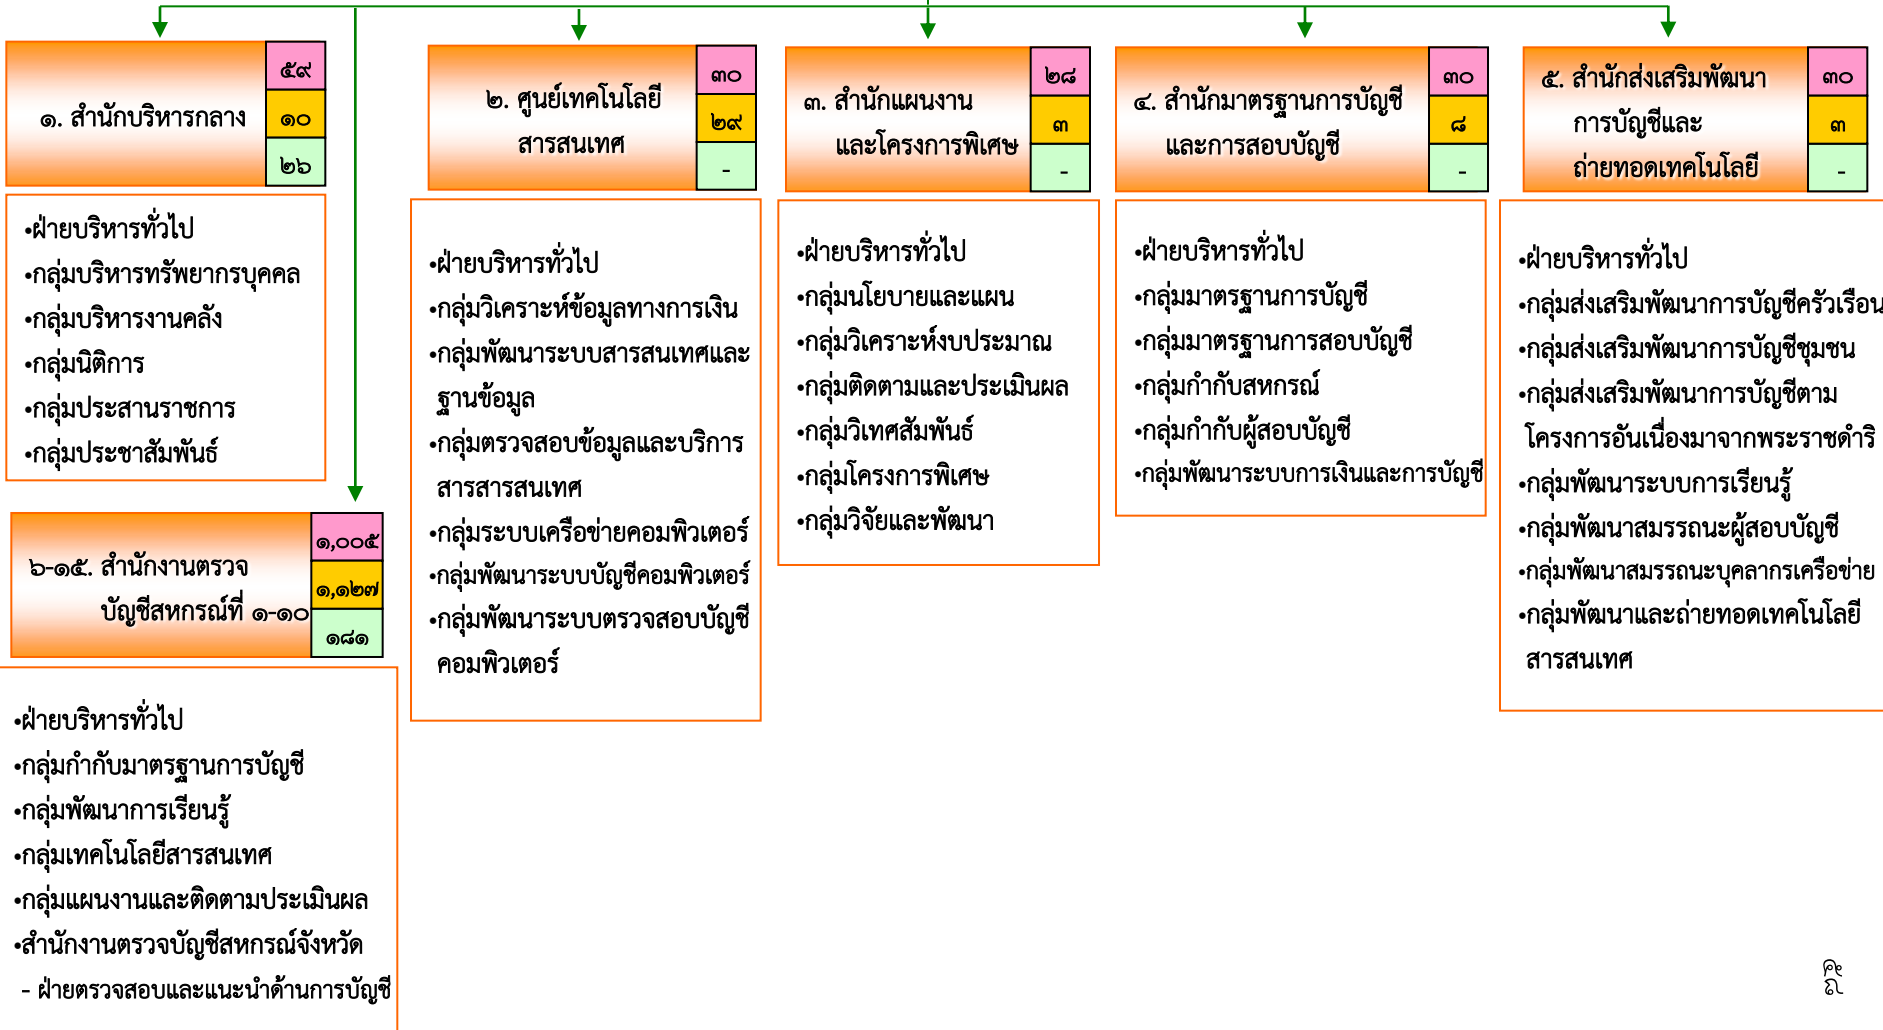 ๑. สำนักบริหารกลาง
๕๙
๑๐
๒๖
•ฝ่ายบริหารทั่วไป
•กลุ่มบริหารทรัพยากรบุคคล
•กลุ่มบริหารงานคลัง
•กลุ่มนิติการ
•กลุ่มประสานราชการ
•กลุ่มประชาสัมพันธ์
๒. ศูนย์เทคโนโลยี
สารสนเทศ
๓๐
๒๙
-
•ฝ่ายบริหารทั่วไป
•กลุ่มวิเคราะห์ข้อมูลทางการเงิน
•กลุ่มพัฒนาระบบสารสนเทศและ
ฐานข้อมูล
•กลุ่มตรวจสอบข้อมูลและบริการ
สารสารสนเทศ
•กลุ่มระบบเครือข่ายคอมพิวเตอร์
•กลุ่มพัฒนาระบบบัญชีคอมพิวเตอร์
•กลุ่มพัฒนาระบบตรวจสอบบัญชี
คอมพิวเตอร์
๓. สำนักแผนงาน
และโครงการพิเศษ
๒๘
๓
-
•ฝ่ายบริหารทั่วไป
•กลุ่มนโยบายและแผน
•กลุ่มวิเคราะห์งบประมาณ
•กลุ่มติดตามและประเมินผล
•กลุ่มวิเทศสัมพันธ์
•กลุ่มโครงการพิเศษ
•กลุ่มวิจัยและพัฒนา
๔. สำนักมาตรฐานการบัญชี
และการสอบบัญชี
๓๐
๘
-
•ฝ่ายบริหารทั่วไป
•กลุ่มมาตรฐานการบัญชี
•กลุ่มมาตรฐานการสอบบัญชี
•กลุ่มกำกับสหกรณ์
•กลุ่มกำกับผู้สอบบัญชี
•กลุ่มพัฒนาระบบการเงินและการบัญชี
๕. สำนักส่งเสริมพัฒนา
การบัญชีและ
ถ่ายทอดเทคโนโลยี
๓๐
๓
-
•ฝ่ายบริหารทั่วไป
•กลุ่มส่งเสริมพัฒนาการบัญชีครัวเรือน
•กลุ่มส่งเสริมพัฒนาการบัญชีชุมชน
•กลุ่มส่งเสริมพัฒนาการบัญชีตาม
โครงการอันเนื่องมาจากพระราชดำริ
•กลุ่มพัฒนาระบบการเรียนรู้
•กลุ่มพัฒนาสมรรถนะผู้สอบบัญชี
•กลุ่มพัฒนาสมรรถนะบุคลากรเครือข่าย
•กลุ่มพัฒนาและถ่ายทอดเทคโนโลยี
สารสนเทศ
๖-๑๕. สำนักงานตรวจ
บัญชีสหกรณ์ที่ ๑-๑๐
๑,๐๐๕
๑,๑๒๗
๑๘๑
•ฝ่ายบริหารทั่วไป
•กลุ่มกำกับมาตรฐานการบัญชี
•กลุ่มพัฒนาการเรียนรู้
•กลุ่มเทคโนโลยีสารสนเทศ
•กลุ่มแผนงานและติดตามประเมินผล
•สำนักงานตรวจบัญชีสหกรณ์จังหวัด
- ฝ่ายตรวจสอบและแนะนำด้านการบัญชี